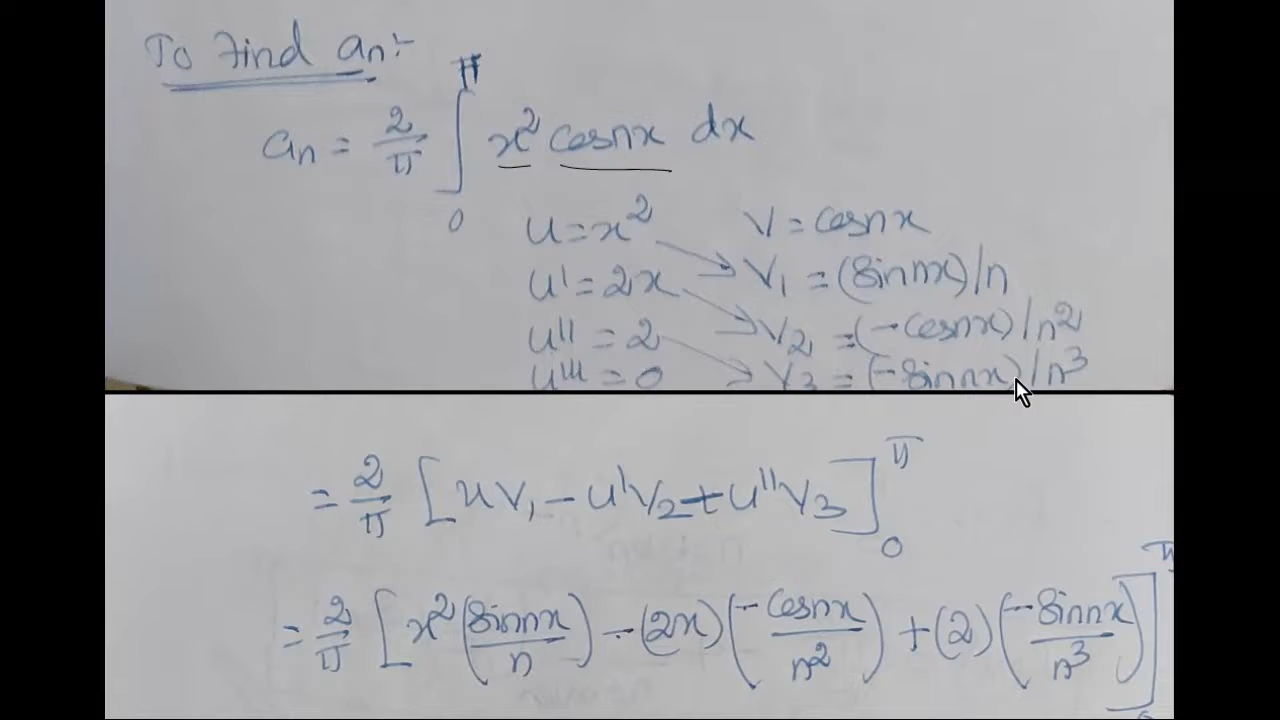 To Find an:-
an = 2/π ∫₀^π x² cosnx dx
u = x² V = cosnx
u' = 2x V₁ = (sinnx)/n
u'' = 2 V₂ = (-cosnx)/n²
u''' = 0 V₃ = (-sinnx)/n³
= 2/π [uV₁ - u'V₂ + u''V₃]₀^π
= 2/π [x² (sinnx/n) - (2x) (-cosnx/n²) + (2) (-sinnx/n³)]₀^π